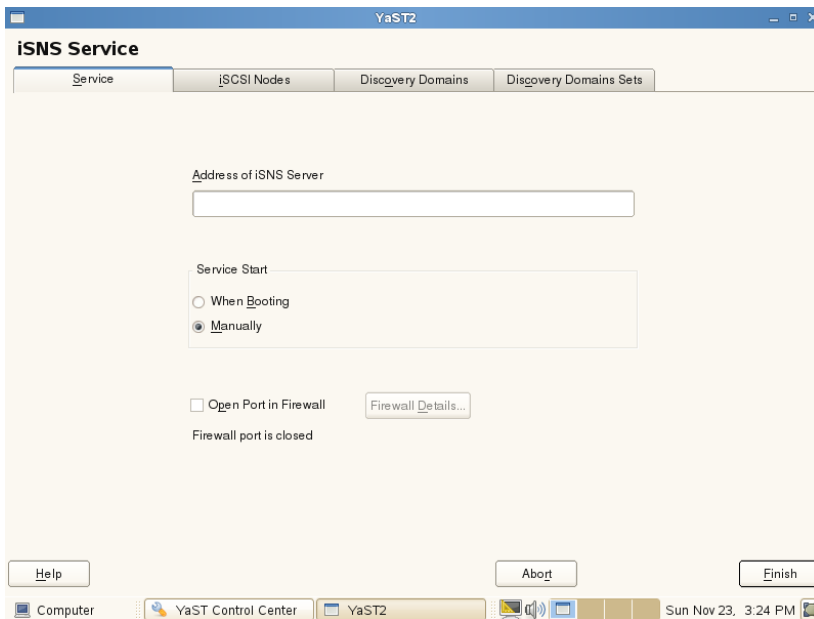 YaST2
iSNS Service
Service
iSCSI Nodes
Discovery Domains
Discovery Domains Sets
Address of iSNS Server
Service Start
When Booting
Manually
Open Port in Firewall
Firewall Details...
Firewall port is closed
Help
Abort
Finish
Computer
YaST Control Center
YaST2
Sun Nov 23, 3:24 PM